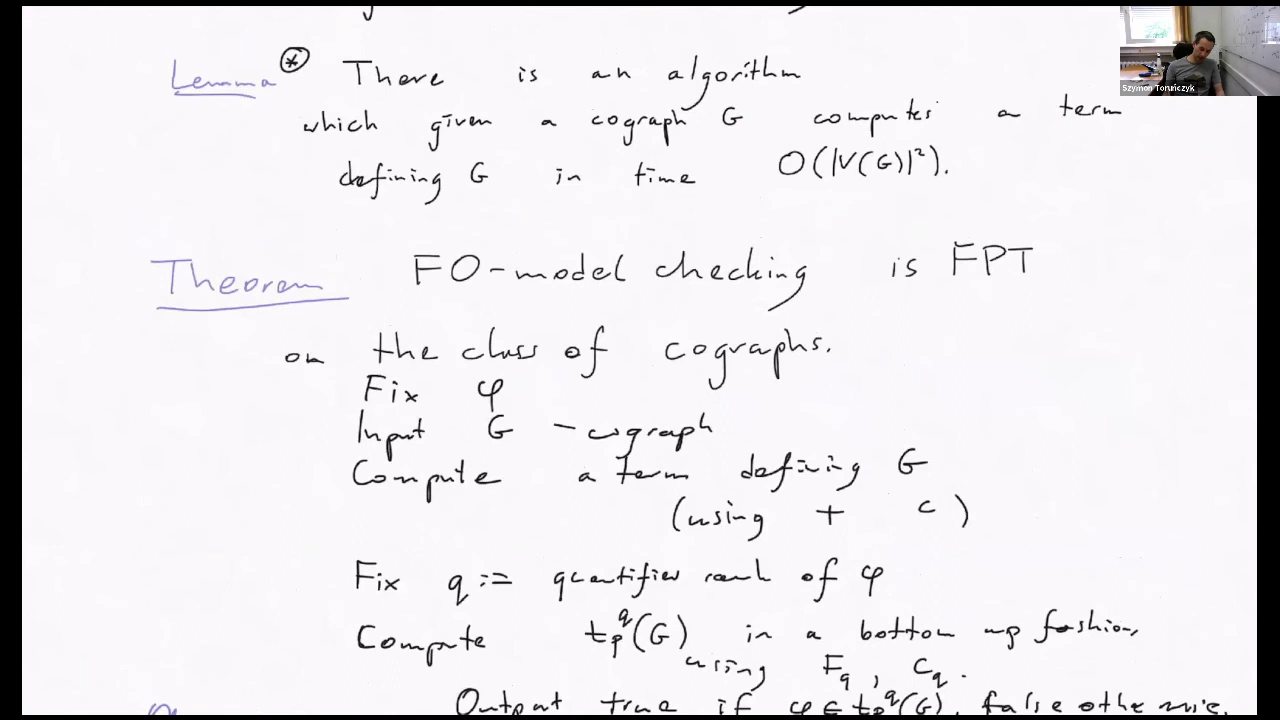 Lemma ⊛ There is an algorithm
which given a cograph G computes a term
defining G in time O(|V(G)|²).
Theorem FO-model checking is FPT
on the class of cographs.
Fix φ
Input G - cograph
Compute a term defining G
(using + c)
Fix q := quantifier rank of φ
Compute tp^q(G) in a bottom up fashion,
using F_q, C_q.
Output true if φ ∈ tp^q(G), false otherwise.
Szymon Toruńczyk